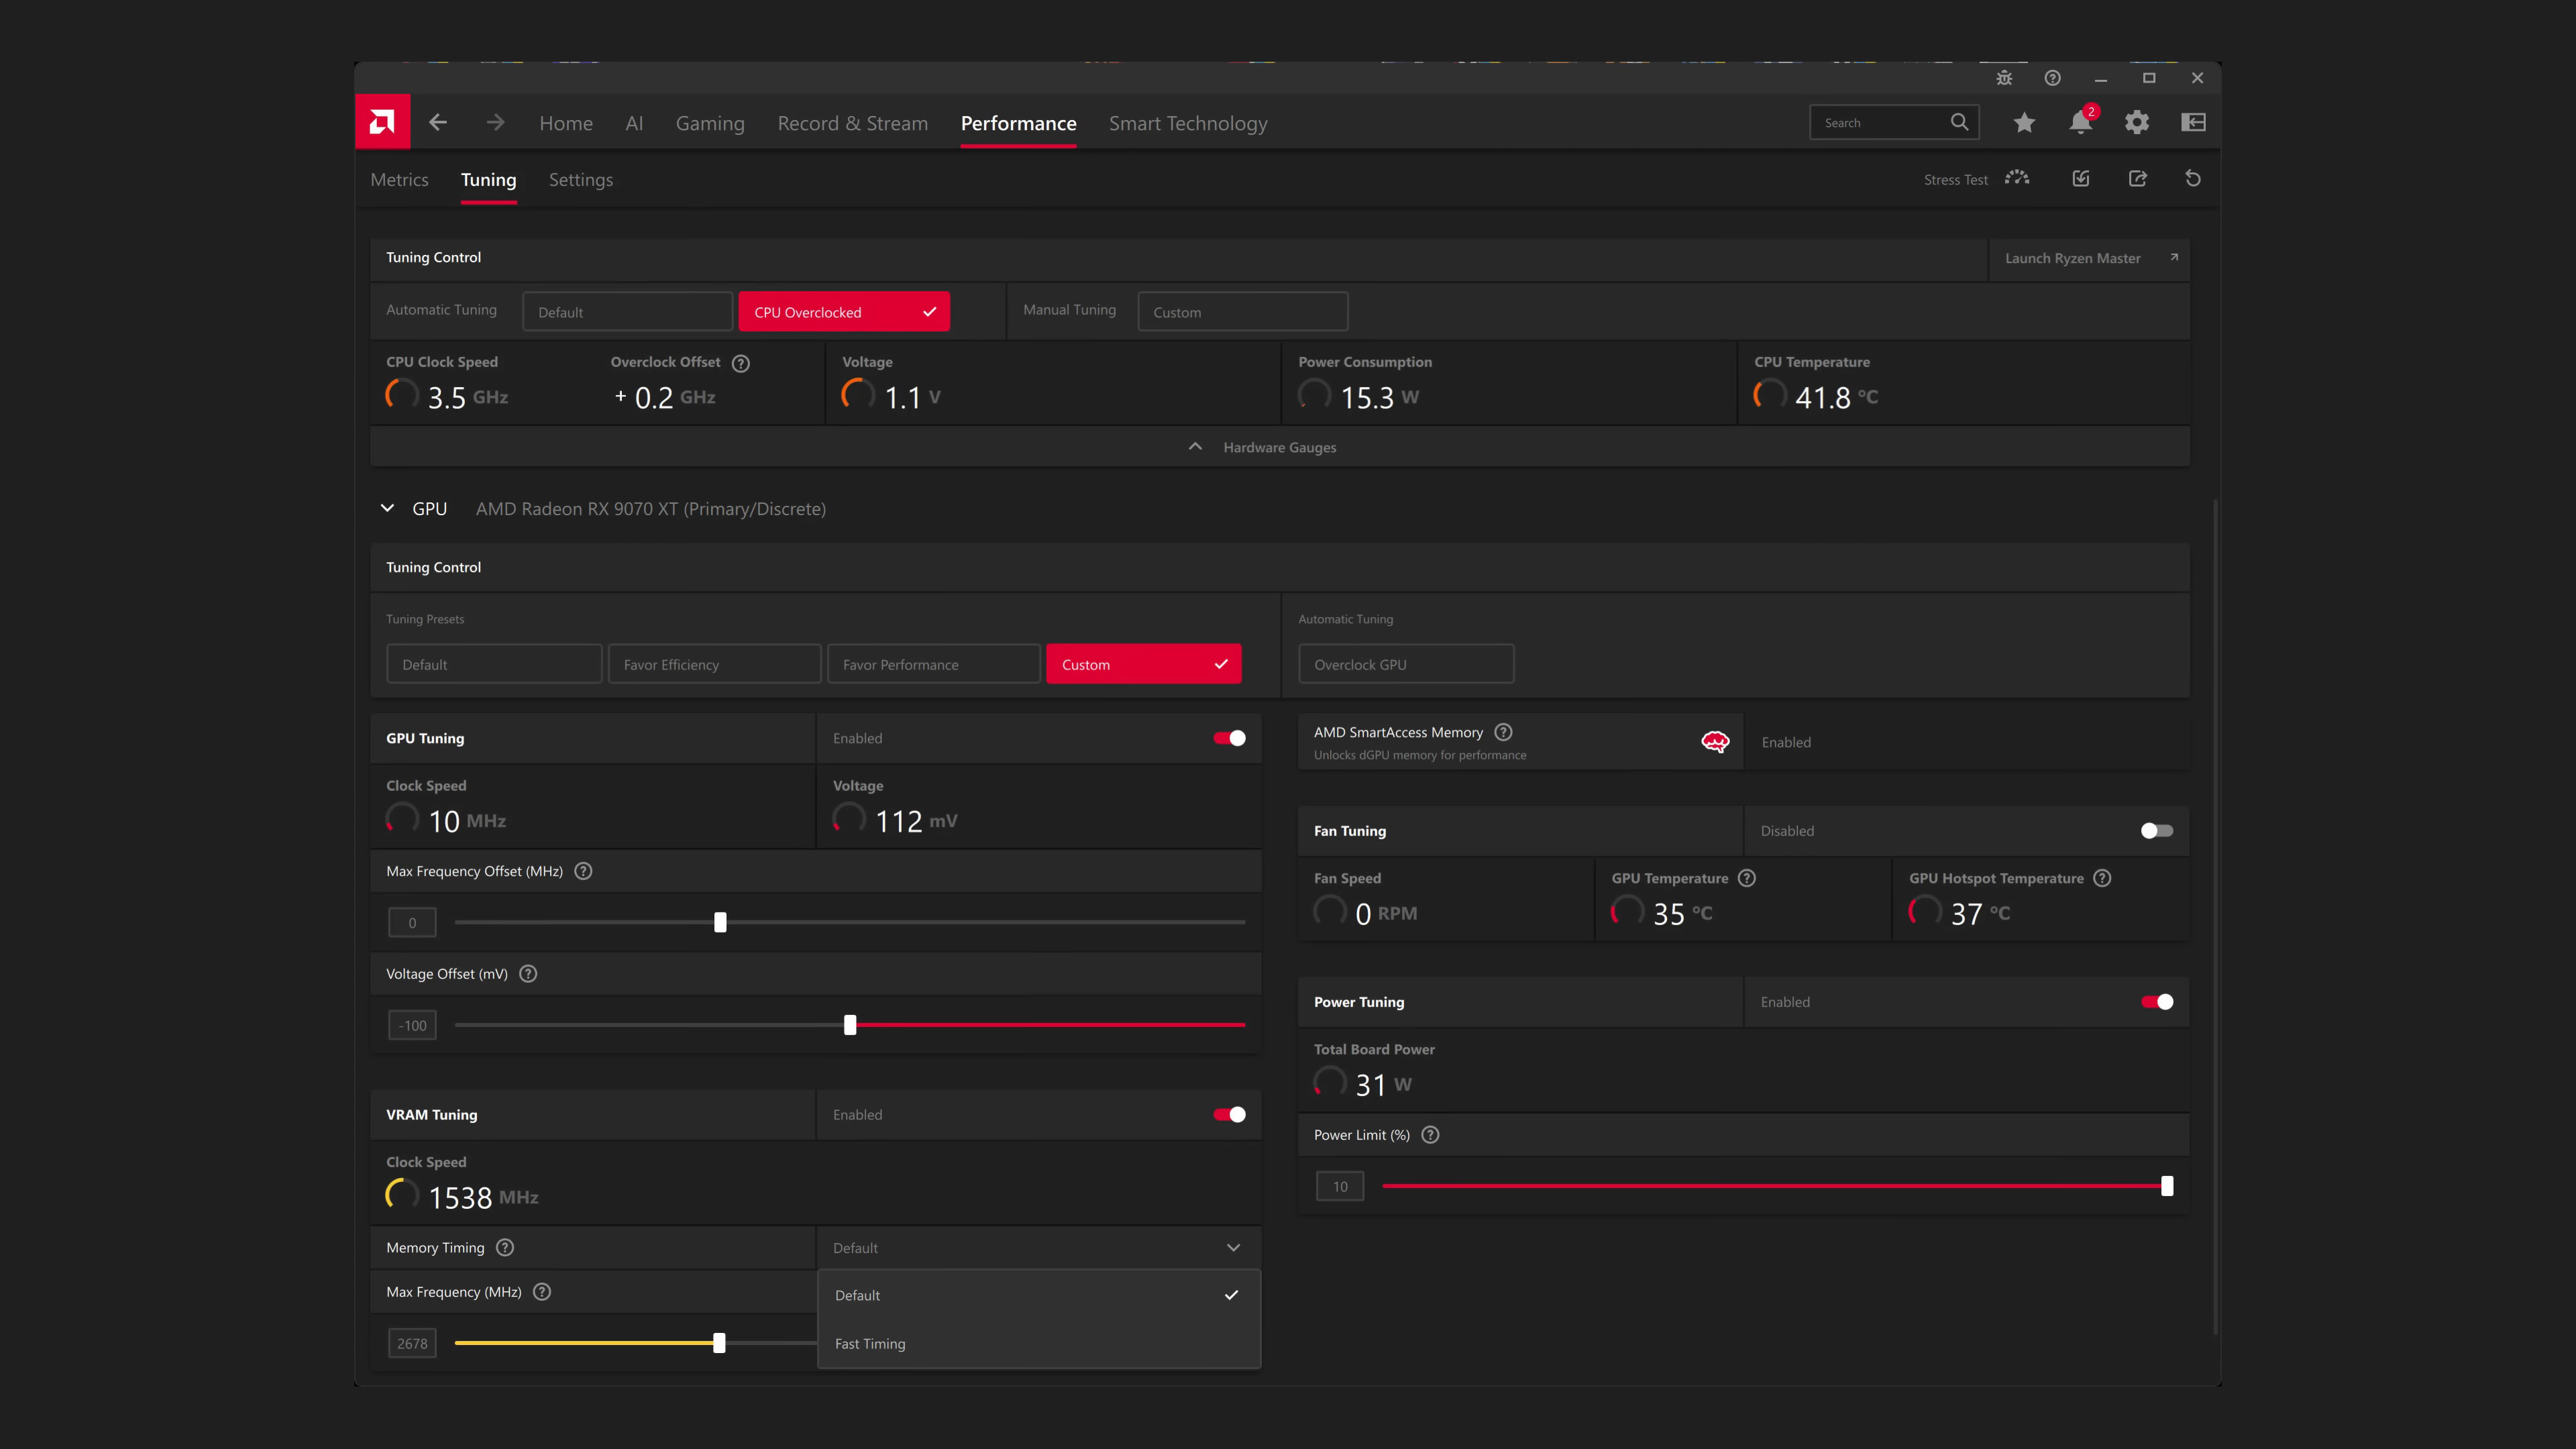 2
Home AI Gaming Record & Stream Performance Smart Technology Search
Metrics Tuning Settings Stress Test
Tuning Control Launch Ryzen Master
Automatic Tuning Default CPU Overclocked Manual Tuning Custom
CPU Clock Speed Overclock Offset Voltage Power Consumption CPU Temperature
3.5 GHz + 0.2 GHz 1.1 V 15.3 W 41.8 °C
Hardware Gauges
GPU AMD Radeon RX 9070 XT (Primary/Discrete)
Tuning Control
Tuning Presets Automatic Tuning
Default Favor Efficiency Favor Performance Custom Overclock GPU
GPU Tuning Enabled
Clock Speed Voltage
10 MHz 112 mV
Max Frequency Offset (MHz)
0
Voltage Offset (mV)
-100
VRAM Tuning Enabled
Clock Speed
1538 MHz
Memory Timing Default
Max Frequency (MHz)
2678
Default
Fast Timing
AMD SmartAccess Memory
Unlocks dGPU memory for performance
Enabled
Fan Tuning Disabled
Fan Speed GPU Temperature GPU Hotspot Temperature
0 RPM 35 °C 37 °C
Power Tuning Enabled
Total Board Power
31 W
Power Limit (%)
10